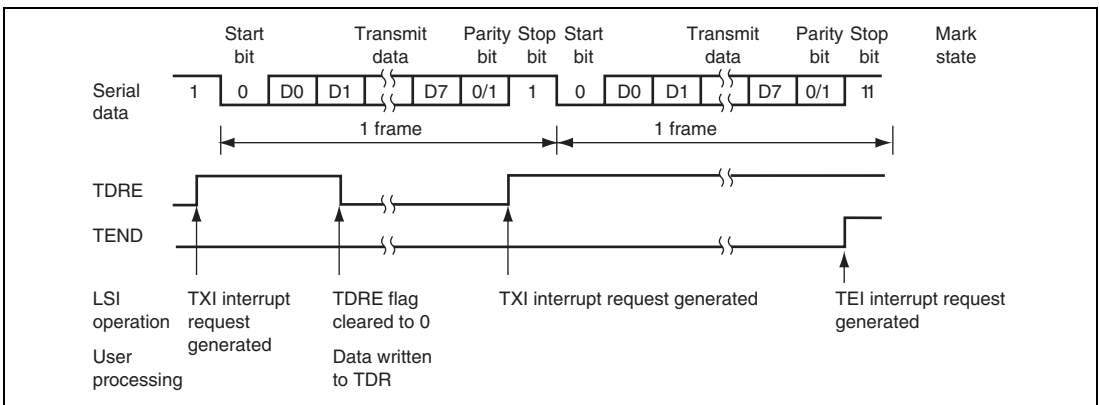 Start bit Transmit data Parity bit Stop bit Start bit Transmit data Parity bit Stop bit Mark state
Serial data 1 0 D0 D1 D7 0/1 1 0 D0 D1 D7 0/1 11
1 frame 1 frame
TDRE
TEND
LSI operation TXI interrupt request generated TDRE flag cleared to 0 TXI interrupt request generated TEI interrupt request generated
User processing Data written to TDR